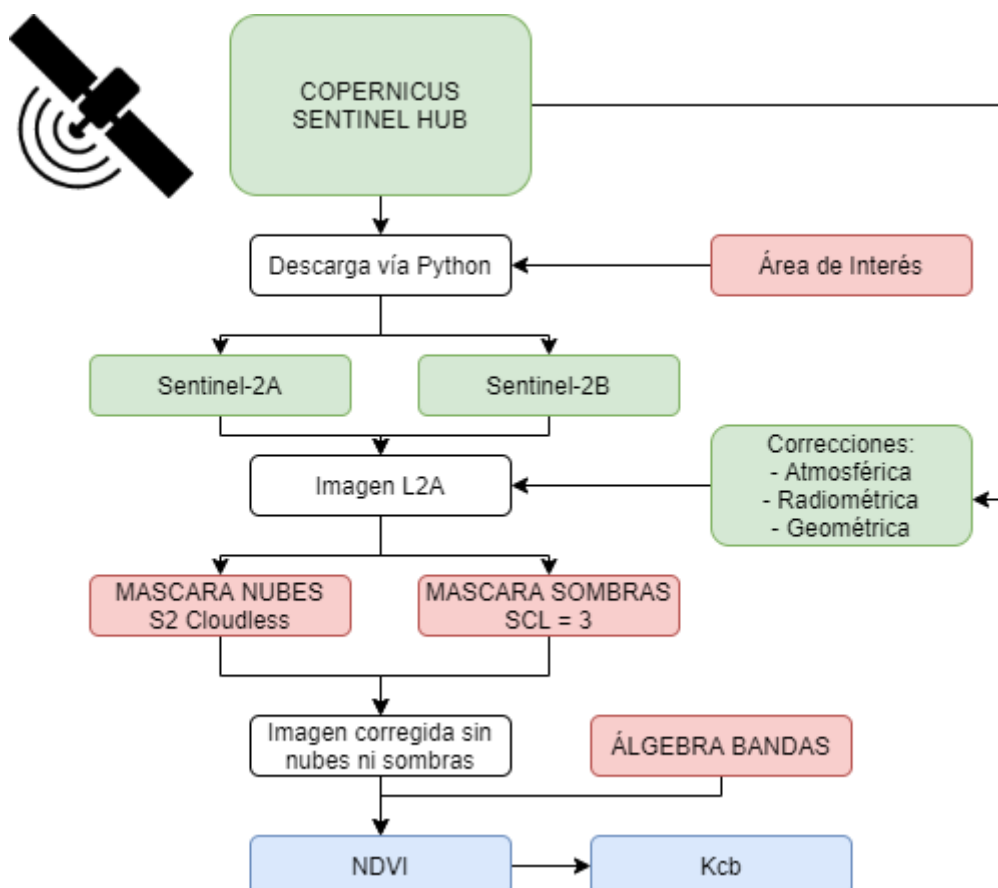 COPERNICUS
SENTINEL HUB
Descarga vía Python
Área de Interés
Sentinel-2A
Sentinel-2B
Correcciones:
- Atmosférica
- Radiométrica
- Geométrica
Imagen L2A
MASCARA NUBES
S2 Cloudless
MASCARA SOMBRAS
SCL = 3
Imagen corregida sin
nubes ni sombras
ÁLGEBRA BANDAS
NDVI
Kcb